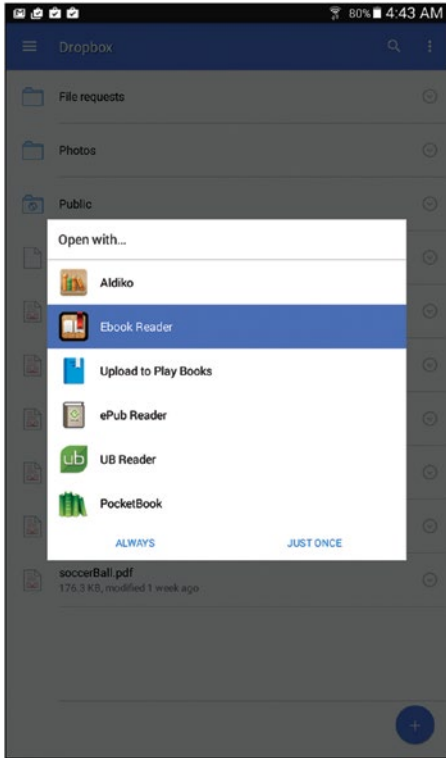 80% 4:43 AM
Dropbox
File requests
Photos
Public
Open with...
Aldiko
Ebook Reader
Upload to Play Books
ePub Reader
ub UB Reader
PocketBook
ALWAYS JUST ONCE
soccerBall.pdf
176.3 KB, modified 1 week ago